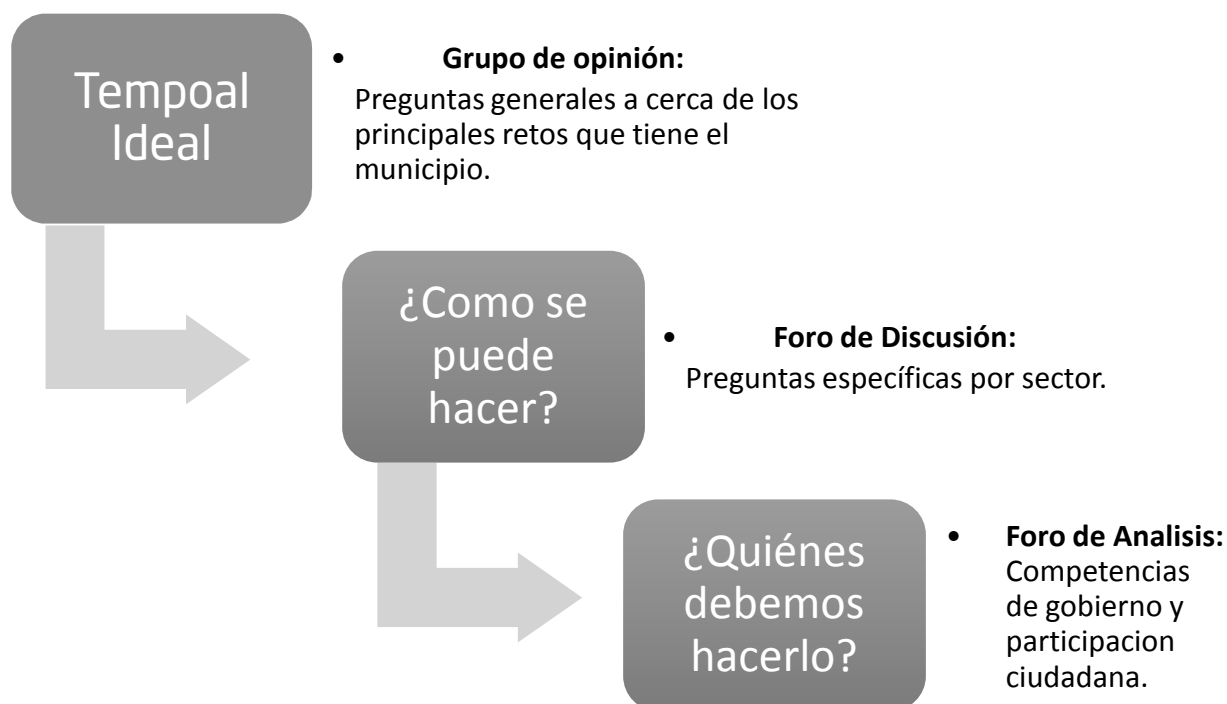 Tempoal
Ideal
• Grupo de opinión:
Preguntas generales a cerca de los
principales retos que tiene el
municipio.
¿Como se
puede
hacer?
• Foro de Discusión:
Preguntas específicas por sector.
¿Quiénes
debemos
hacerlo?
• Foro de Analisis:
Competencias
de gobierno y
participacion
ciudadana.